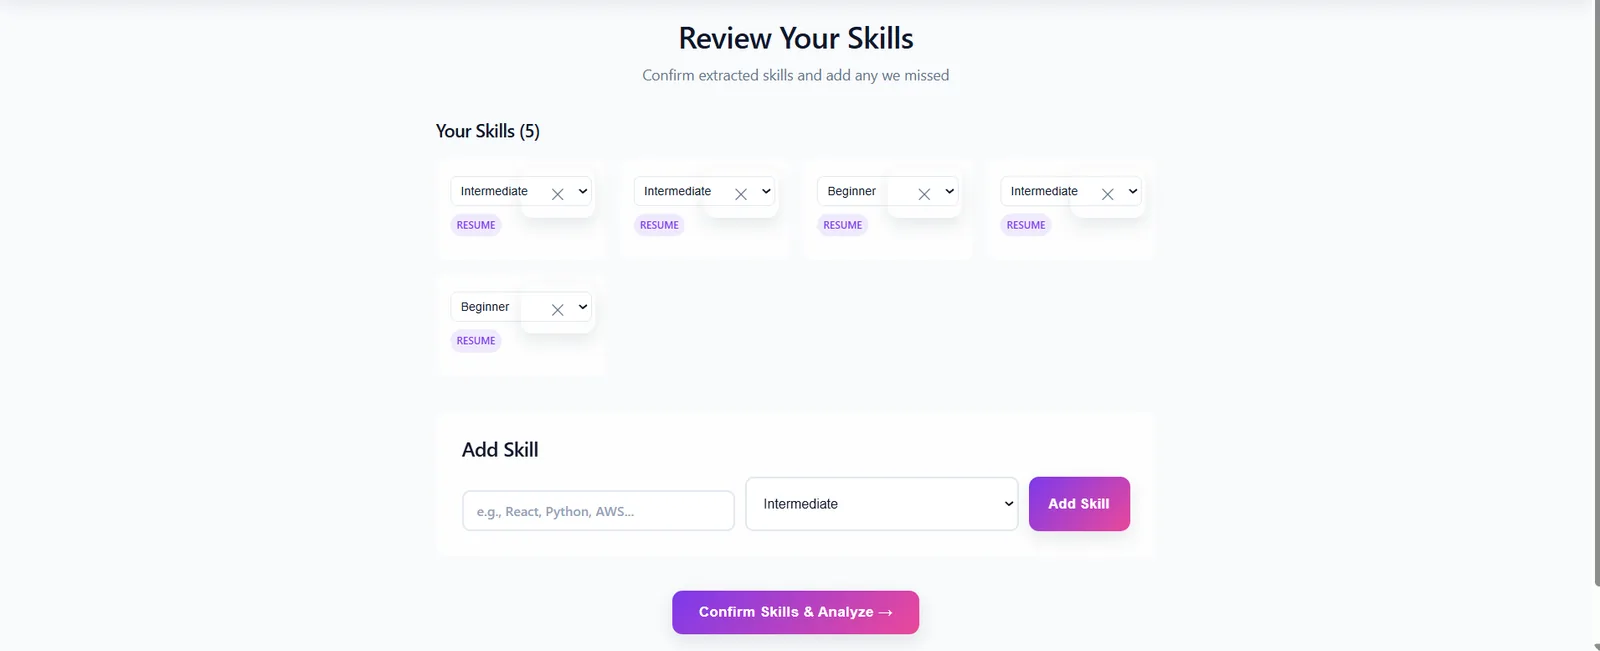 Review Your Skills
Confirm extracted skills and add any we missed
Your Skills (5)
Intermediate
RESUME
Intermediate
RESUME
Beginner
RESUME
Intermediate
RESUME
Beginner
RESUME
Add Skill
e.g., React, Python, AWS...
Intermediate
Add Skill
Confirm Skills & Analyze →